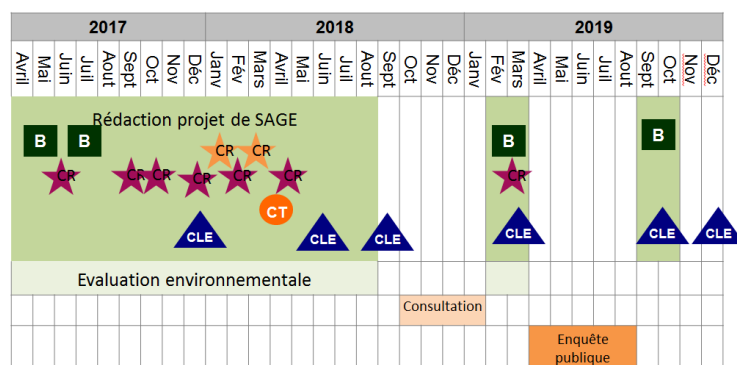 2017 2018 2019
Avril Mai Juin Juil Aout Sept Oct Nov Déc Janv Fév Mars Avril Mai Juin Juil Aout Sept Oct Nov Déc Janv Fév Mars Avril Mai Juin Juil Aout Sept Oct Nov Déc
Rédaction projet de SAGE
B B B B
CR CR
CR CR CR CR CR CR CR
CT
CLE CLE CLE CLE CLE CLE
Evaluation environnementale
Consultation
Enquête
publique